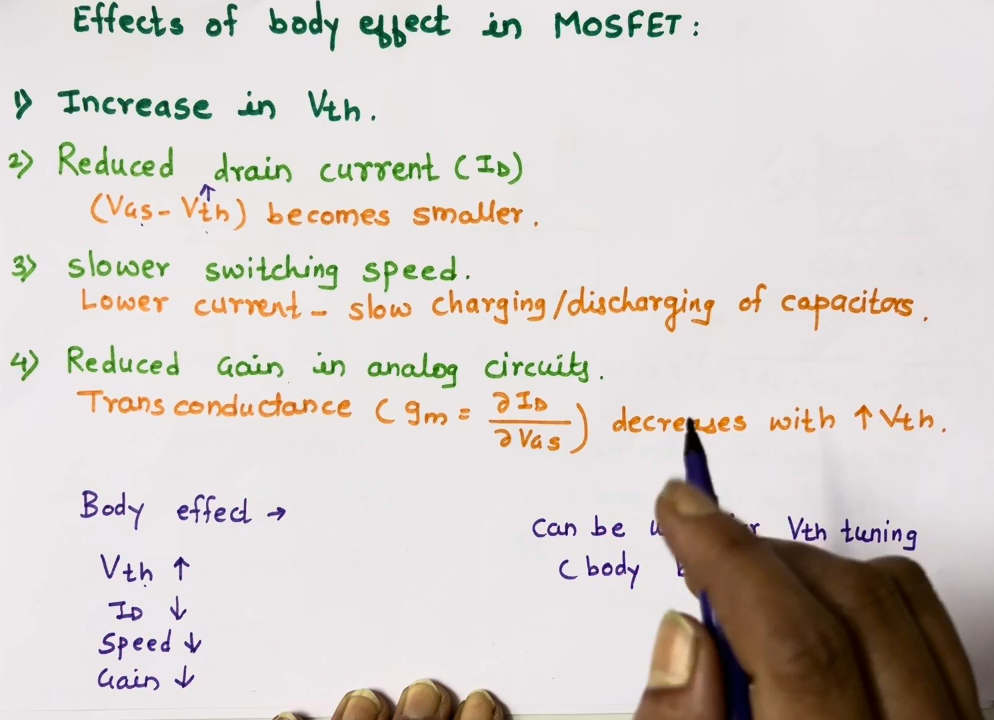 Effects of body effect in MOSFET:
1) Increase in Vth.
2) Reduced drain current (ID)
(VGS - Vth↑) becomes smaller.
3) slower switching speed.
Lower current - slow charging/discharging of capacitors.
4) Reduced Gain in analog circuits.
Transconductance (gm = ∂ID/∂VGS) decreases with ↑ Vth.
Body effect →
Vth ↑
ID ↓
Speed ↓
Gain ↓
Can be Vth tuning
(body